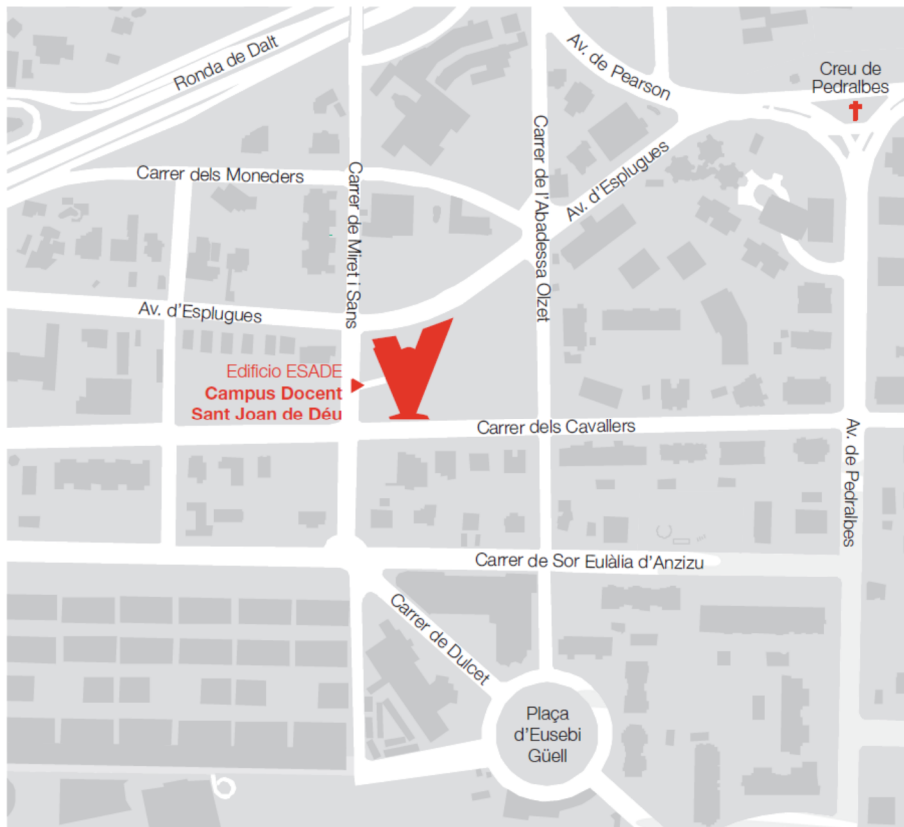 Ronda de Dalt
Av. de Pearson
Creu de
Pedralbes
Carrer dels Moneders
Carrer de Miret i Sans
Carrer de l'Abadessa Olzet
Av. d'Esplugues
Av. d'Esplugues
Edificio ESADE
Campus Docent
Sant Joan de Déu
Carrer dels Cavallers
Av. de Pedralbes
Carrer de Sor Eulàlia d'Anzizu
Carrer de Dulcet
Plaça
d'Eusebi
Güell